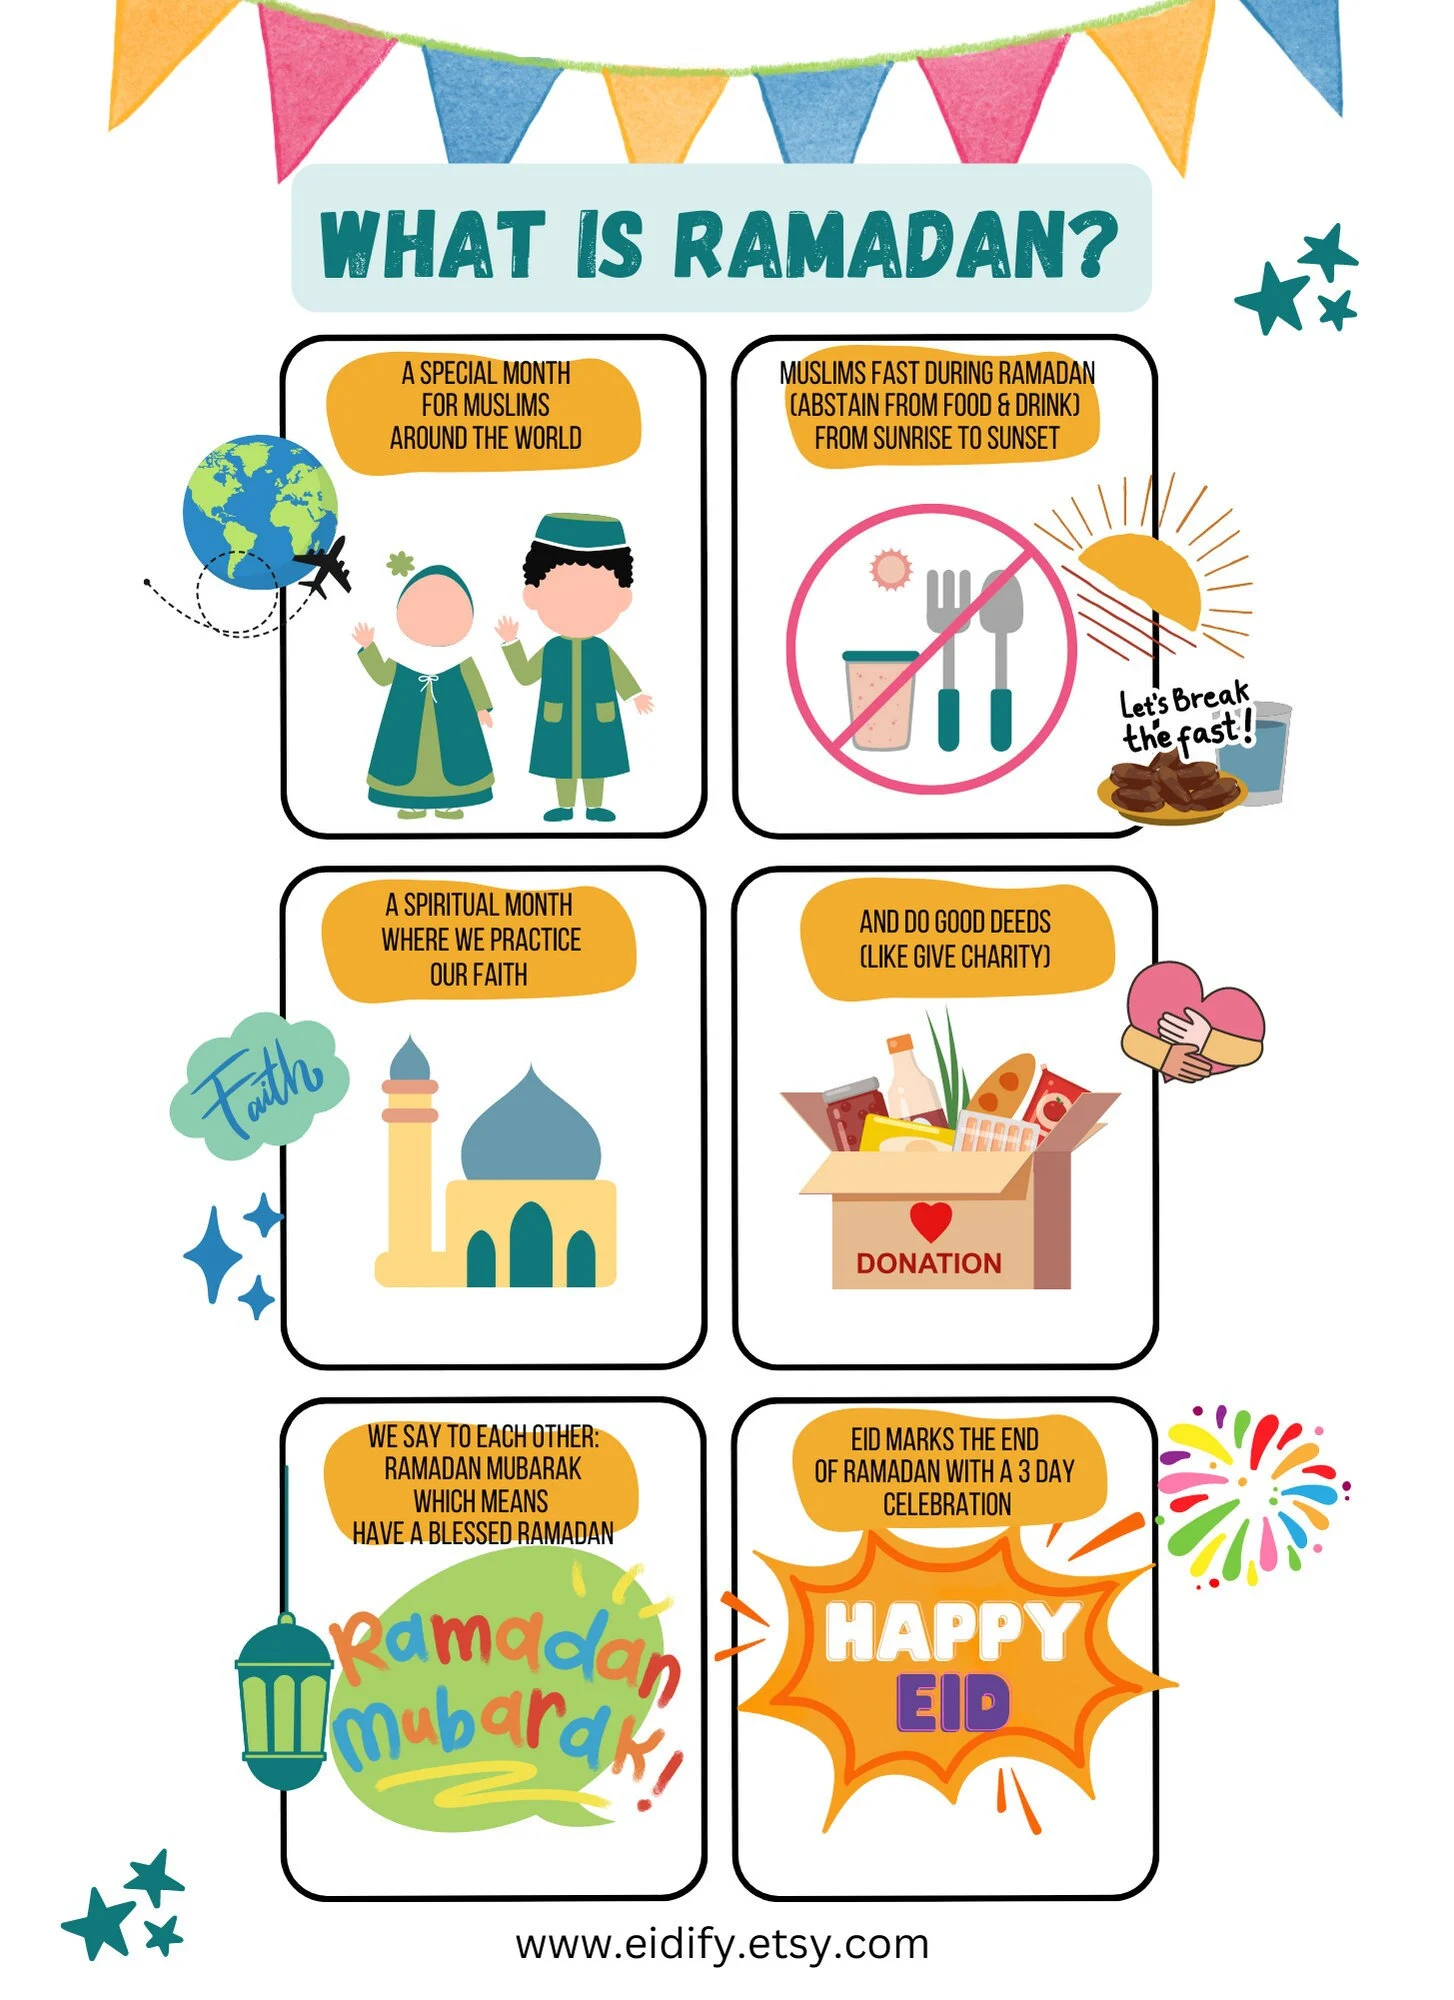 WHAT IS RAMADAN?
A SPECIAL MONTH
FOR MUSLIMS
AROUND THE WORLD
MUSLIMS FAST DURING RAMADAN
(ABSTAIN FROM FOOD & DRINK)
FROM SUNRISE TO SUNSET
Let's Break
the fast!
A SPIRITUAL MONTH
WHERE WE PRACTICE
OUR FAITH
Faith
AND DO GOOD DEEDS
(LIKE GIVE CHARITY)
DONATION
WE SAY TO EACH OTHER:
RAMADAN MUBARAK
WHICH MEANS
HAVE A BLESSED RAMADAN
Ramadan
mubarak!
EID MARKS THE END
OF RAMADAN WITH A 3 DAY
CELEBRATION
HAPPY
EID
www.eidify.etsy.com